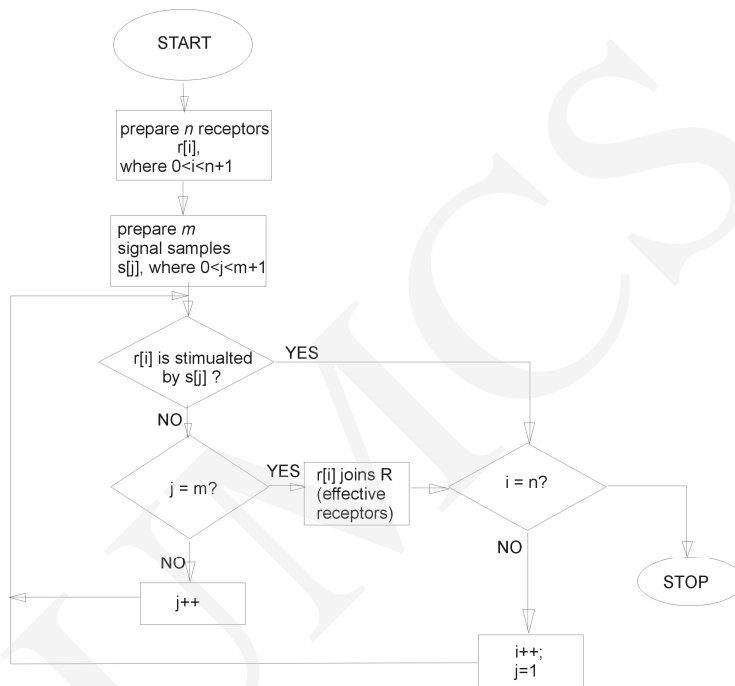 START
prepare n receptors
r[i],
where 0<i<n+1
prepare m
signal samples
s[j], where 0<j<m+1
r[i] is stimualted
by s[j] ?
YES
NO
j = m?
YES
r[i] joins R
(effective
receptors)
i = n?
NO
NO
j++
STOP
i++;
j=1
UMCS